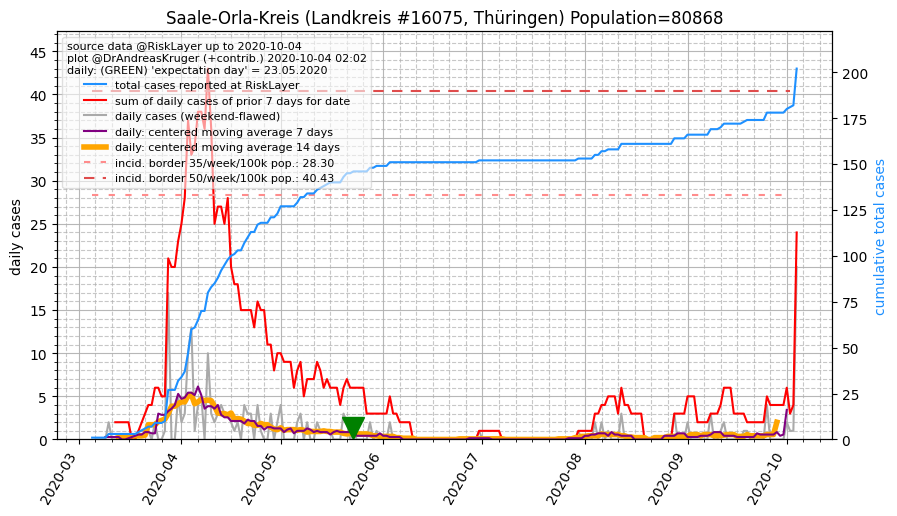 Saale-Orla-Kreis (Landkreis #16075, Thüringen) Population=80868
source data @RiskLayer up to 2020-10-04
plot @DrAndreasKruger (+contrib.) 2020-10-04 02:02
daily: (GREEN) 'expectation day' = 23.05.2020
total cases reported at RiskLayer
sum of daily cases of prior 7 days for date
daily cases (weekend-flawed)
daily: centered moving average 7 days
daily: centered moving average 14 days
incid. border 35/week/100k pop.: 28.30
incid. border 50/week/100k pop.: 40.43
daily cases
45
40
35
30
25
20
15
10
5
0
cumulative total cases
200
175
150
125
100
75
50
25
0
2020-03
2020-04
2020-05
2020-06
2020-07
2020-08
2020-09
2020-10